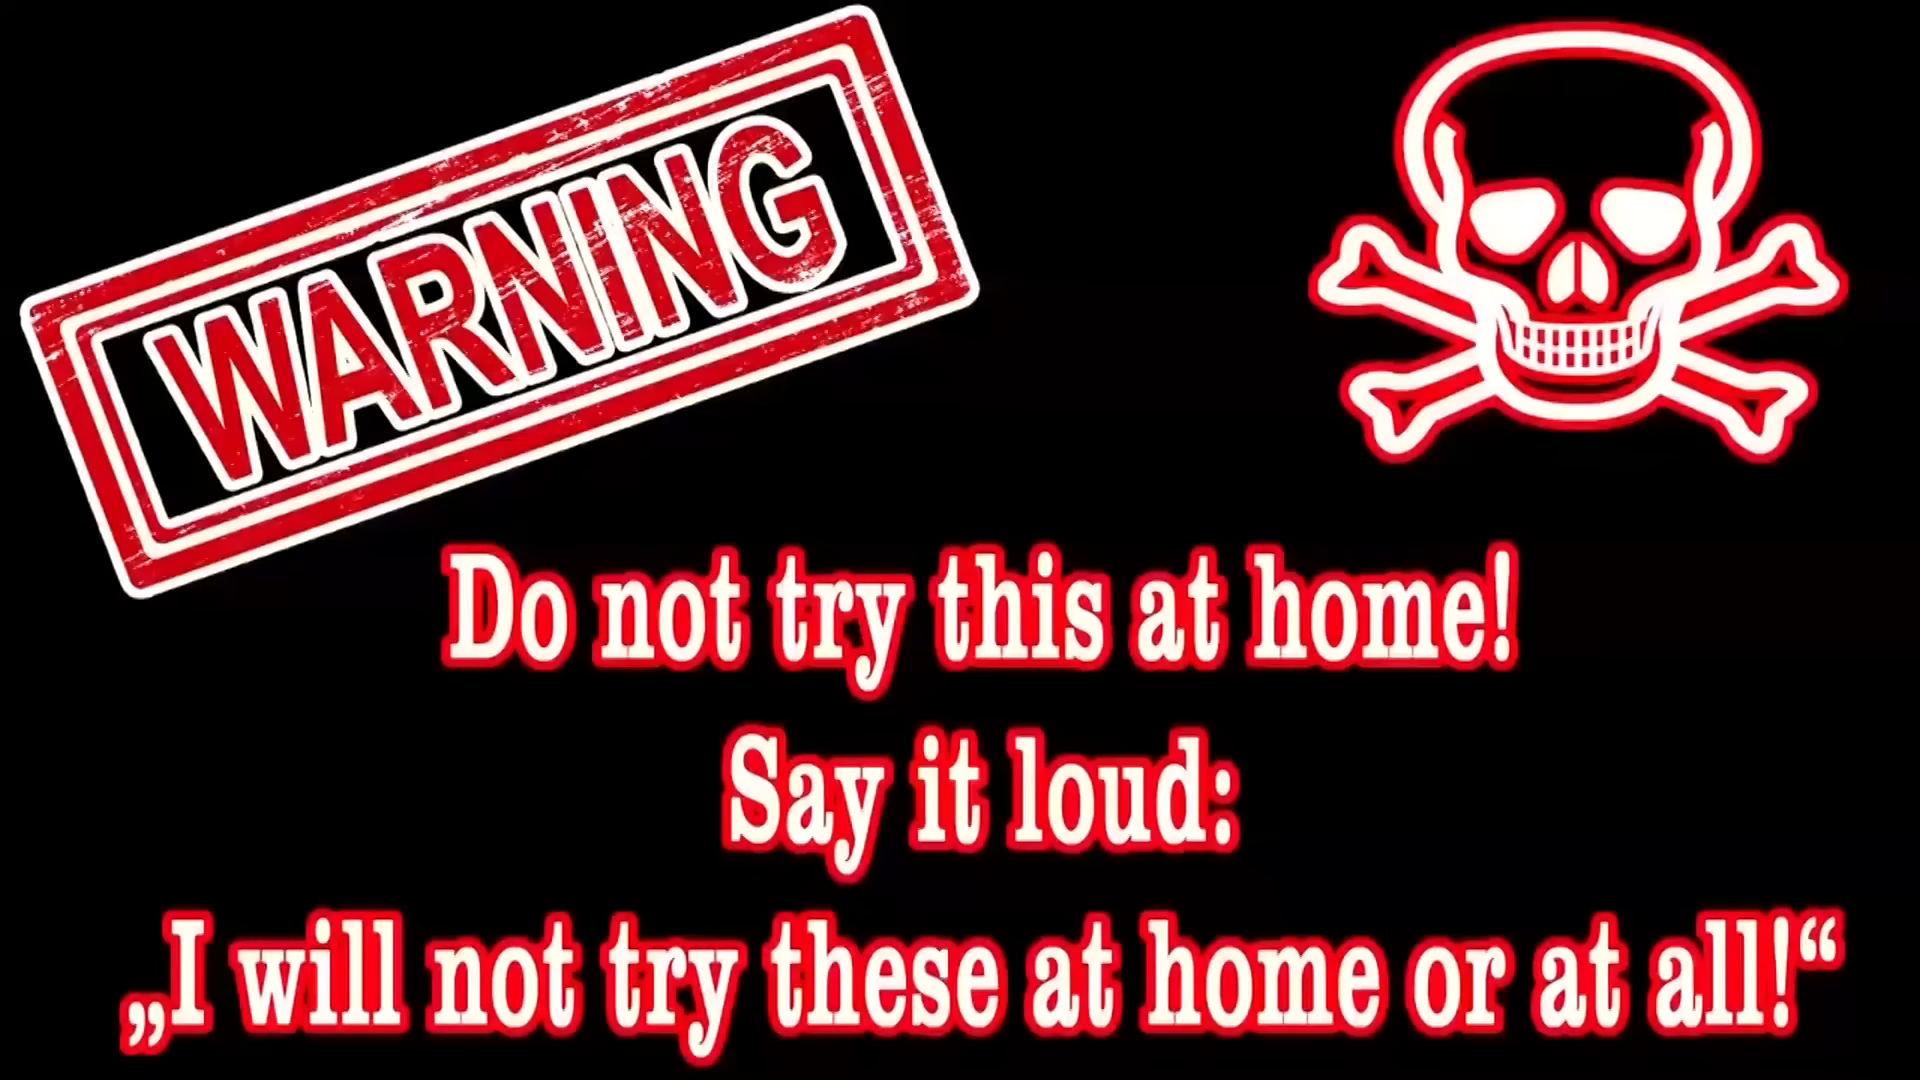 WARNING
Do not try this at home!
Say it loud:
„I will not try these at home or at all!“